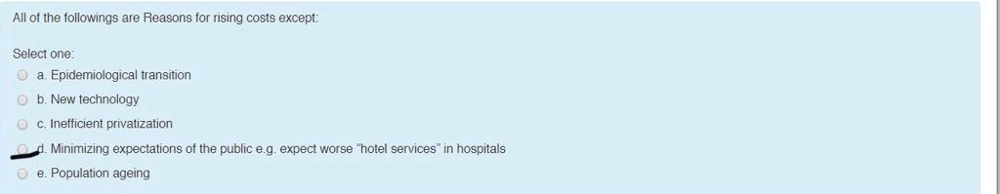 All of the followings are Reasons for rising costs except:
Select one:
a. Epidemiological transition
b. New technology
c. Inefficient privatization
d. Minimizing expectations of the public e.g. expect worse “hotel services” in hospitals
e. Population ageing